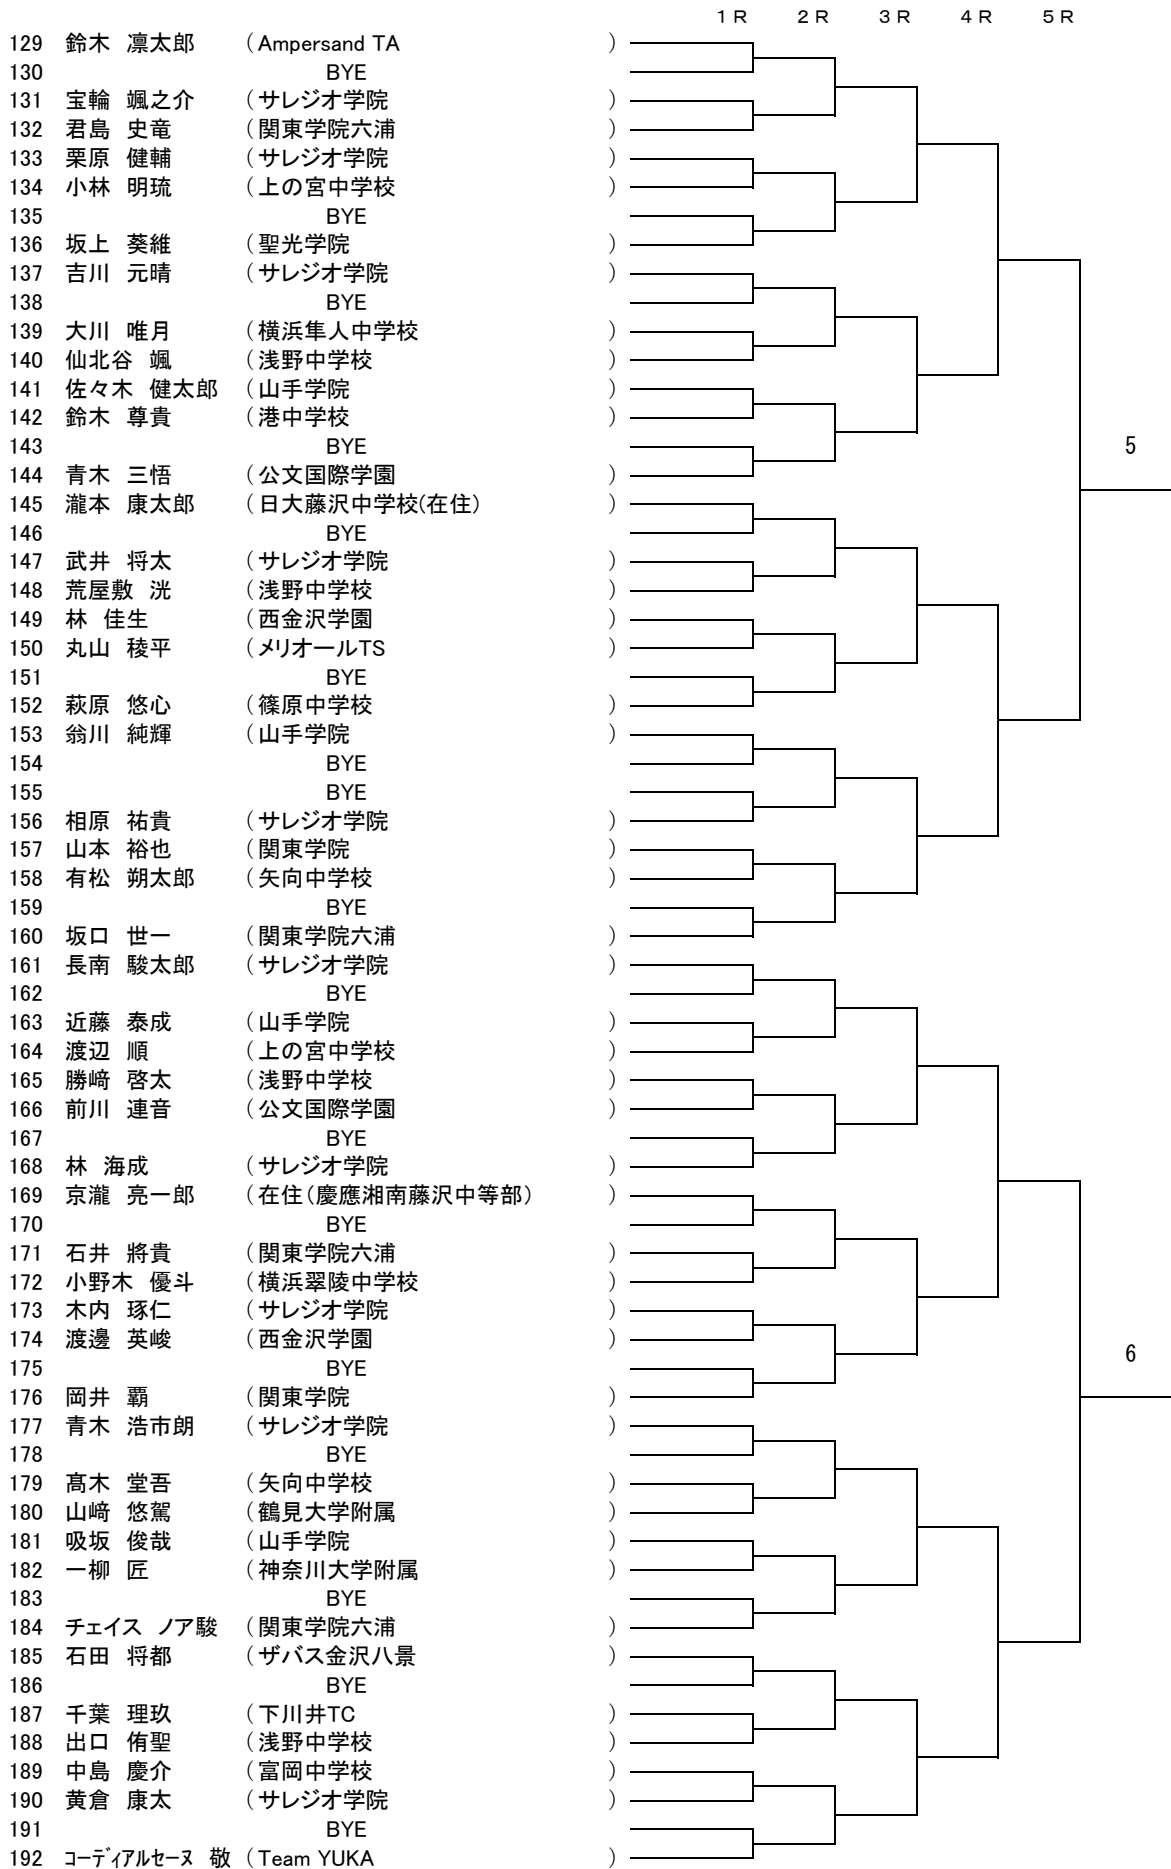 １Ｒ ２Ｒ ３Ｒ ４Ｒ ５Ｒ
129 鈴木 凛太郎 （Ampersand TA ）
130 BYE
131 宝輪 颯之介 （サレジオ学院 ）
132 君島 史竜 （関東学院六浦 ）
133 栗原 健輔 （サレジオ学院 ）
134 小林 明琉 （上の宮中学校 ）
135 BYE
136 坂上 葵維 （聖光学院 ）
137 吉川 元晴 （サレジオ学院 ）
138 BYE
139 大川 唯月 （横浜隼人中学校 ）
140 仙北谷 颯 （浅野中学校 ）
141 佐々木 健太郎 （山手学院 ）
142 鈴木 尊貴 （港中学校 ）
143 BYE 5
144 青木 三悟 （公文国際学園 ）
145 瀧本 康太郎 （日大藤沢中学校(在住) ）
146 BYE
147 武井 将太 （サレジオ学院 ）
148 荒屋敷 洸 （浅野中学校 ）
149 林 佳生 （西金沢学園 ）
150 丸山 稜平 （メリオールTS ）
151 BYE
152 萩原 悠心 （篠原中学校 ）
153 翁川 純輝 （山手学院 ）
154 BYE
155 BYE
156 相原 祐貴 （サレジオ学院 ）
157 山本 裕也 （関東学院 ）
158 有松 朔太郎 （矢向中学校 ）
159 BYE
160 坂口 世一 （関東学院六浦 ）
161 長南 駿太郎 （サレジオ学院 ）
162 BYE
163 近藤 泰成 （山手学院 ）
164 渡辺 順 （上の宮中学校 ）
165 勝﨑 啓太 （浅野中学校 ）
166 前川 連音 （公文国際学園 ）
167 BYE
168 林 海成 （サレジオ学院 ）
169 京瀧 亮一郎 （在住（慶應湘南藤沢中等部） ）
170 BYE
171 石井 將貴 （関東学院六浦 ）
172 小野木 優斗 （横浜翠陵中学校 ）
173 木内 琢仁 （サレジオ学院 ）
174 渡邊 英峻 （西金沢学園 ）
175 BYE 6
176 岡井 覇 （関東学院 ）
177 青木 浩市朗 （サレジオ学院 ）
178 BYE
179 髙木 堂吾 （矢向中学校 ）
180 山﨑 悠駕 （鶴見大学附属 ）
181 吸坂 俊哉 （山手学院 ）
182 一柳 匠 （神奈川大学附属 ）
183 BYE
184 チェイス ノア駿 （関東学院六浦 ）
185 石田 将都 （ザバス金沢八景 ）
186 BYE
187 千葉 理玖 （下川井TC ）
188 出口 侑聖 （浅野中学校 ）
189 中島 慶介 （富岡中学校 ）
190 黄倉 康太 （サレジオ学院 ）
191 BYE
192 ｺｰﾃﾞｨｱﾙｾｰﾇ 敬 （Team YUKA ）